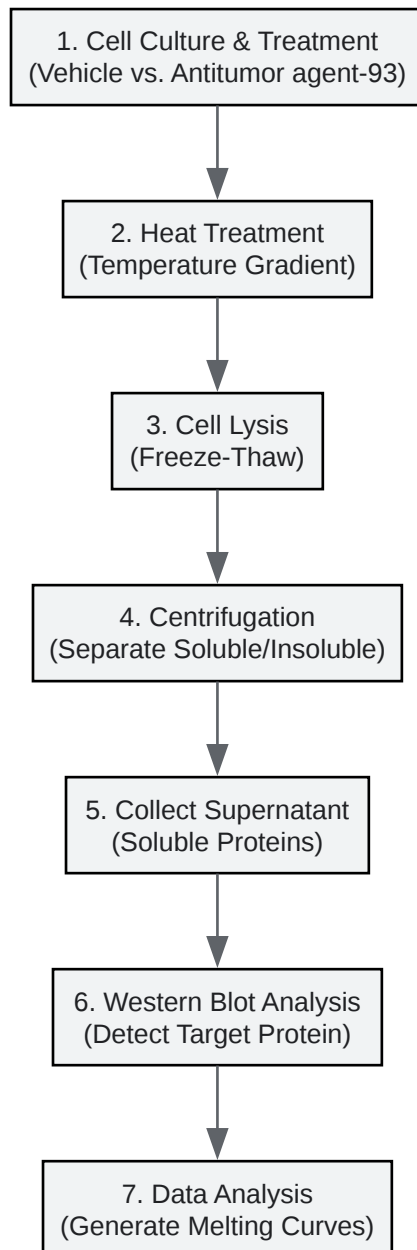 1. Cell Culture & Treatment
(Vehicle vs. Antitumor agent-93)
2. Heat Treatment
(Temperature Gradient)
3. Cell Lysis
(Freeze-Thaw)
4. Centrifugation
(Separate Soluble/Insoluble)
5. Collect Supernatant
(Soluble Proteins)
6. Western Blot Analysis
(Detect Target Protein)
7. Data Analysis
(Generate Melting Curves)